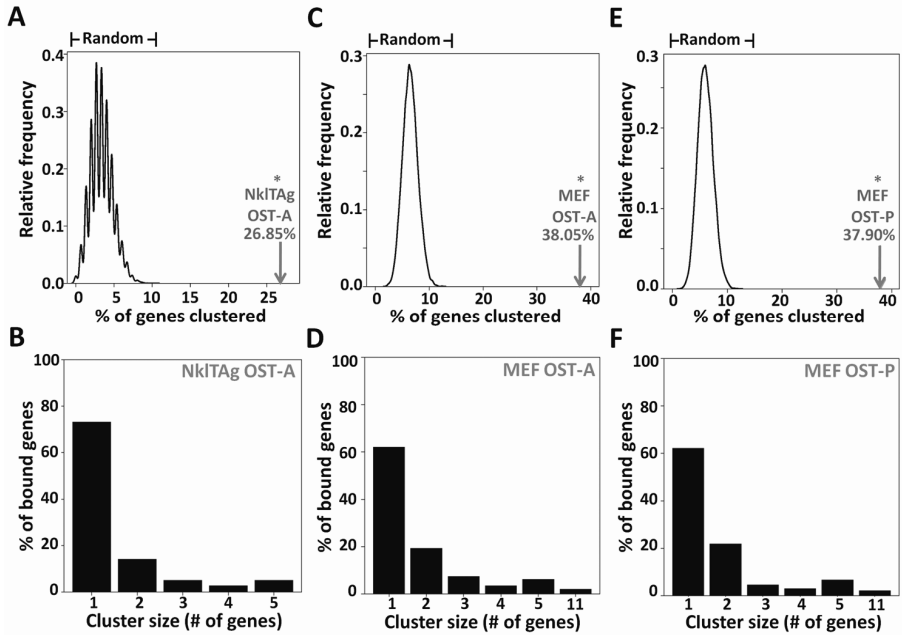 A
Random
Relative frequency
0.4
0.3
0.2
0.1
0.0
*
NklTAg
OST-A
26.85%
0 5 10 15 20 25
% of genes clustered
C
Random
Relative frequency
0.3
0.2
0.1
0.0
*
MEF
OST-A
38.05%
0 10 20 30 40
% of genes clustered
E
Random
Relative frequency
0.3
0.2
0.1
0.0
*
MEF
OST-P
37.90%
0 10 20 30 40
% of genes clustered
B
NklTAg OST-A
% of bound genes
100
80
60
40
20
0
1 2 3 4 5
Cluster size (# of genes)
D
MEF OST-A
% of bound genes
100
80
60
40
20
0
1 2 3 4 5 11
Cluster size (# of genes)
F
MEF OST-P
% of bound genes
100
80
60
40
20
0
1 2 3 4 5 11
Cluster size (# of genes)